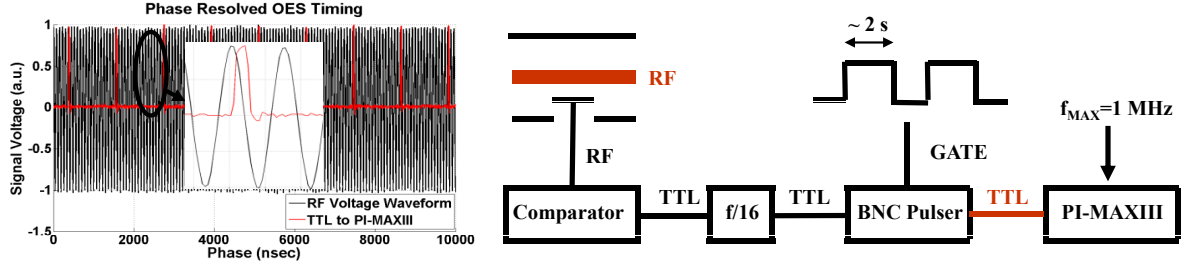 Phase Resolved OES Timing
Signal Voltage (a.u.)
1
0.5
0
-0.5
-1
-1.5
0
2000
4000
6000
8000
10000
Phase (nsec)
RF Voltage Waveform
TTL to PI-MAXIII
RF
RF
~ 2 s
GATE
fMAX=1 MHz
Comparator
TTL
f/16
TTL
BNC Pulser
TTL
PI-MAXIII